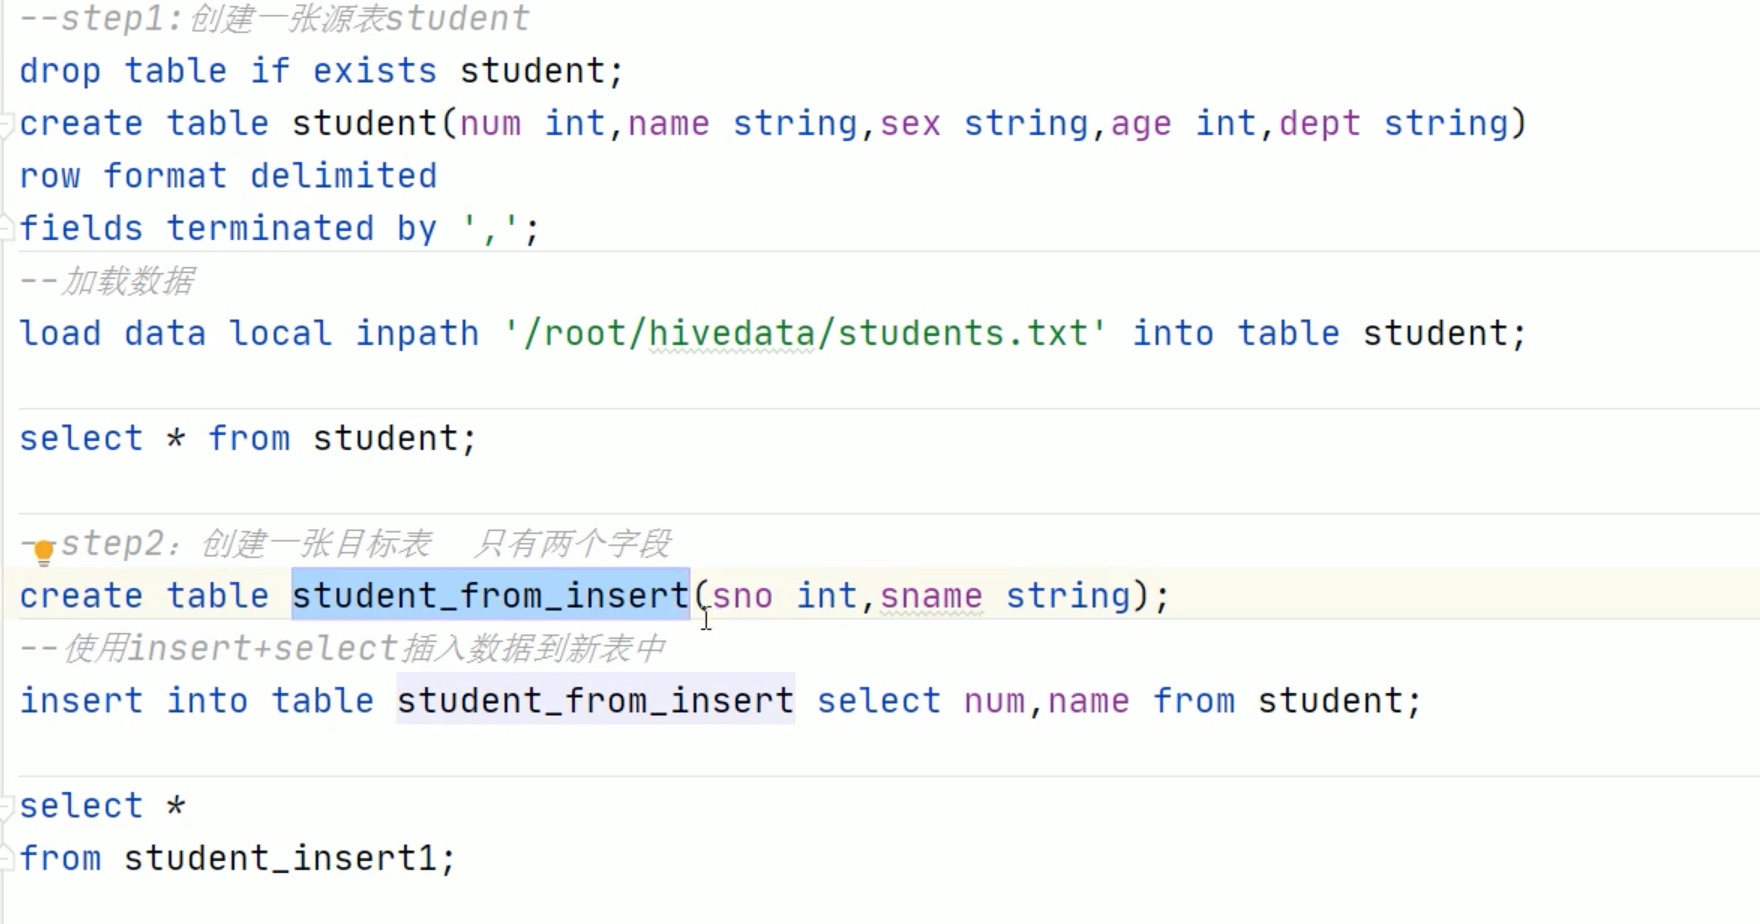 --step1:创建一张源表student
drop table if exists student;
create table student(num int,name string,sex string,age int,dept string)
row format delimited
fields terminated by ',';
--加载数据
load data local inpath '/root/hivedata/students.txt' into table student;
select * from student;
--step2：创建一张目标表  只有两个字段
create table student_from_insert(sno int,sname string);
--使用insert+select插入数据到新表中
insert into table student_from_insert select num,name from student;
select *
from student_insert1;